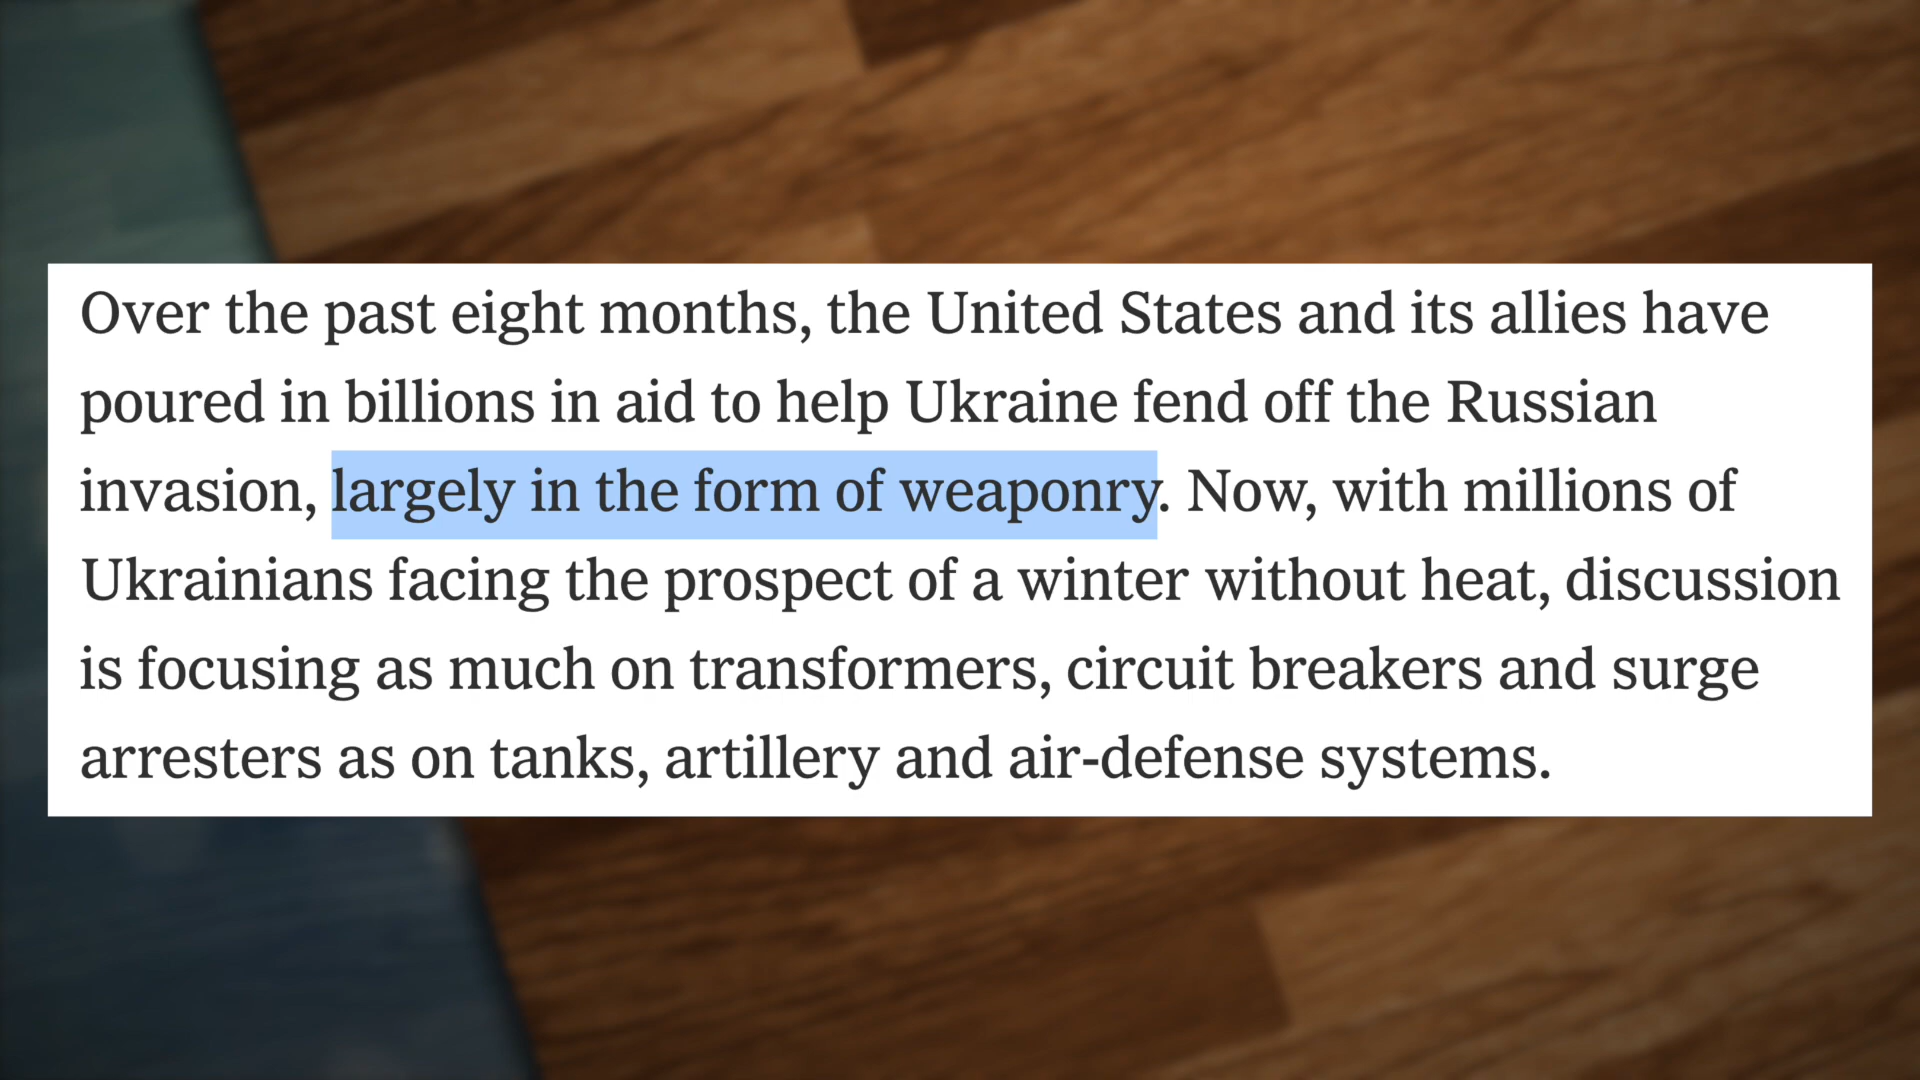 Over the past eight months, the United States and its allies have
poured in billions in aid to help Ukraine fend off the Russian
invasion, largely in the form of weaponry. Now, with millions of
Ukrainians facing the prospect of a winter without heat, discussion
is focusing as much on transformers, circuit breakers and surge
arresters as on tanks, artillery and air-defense systems.